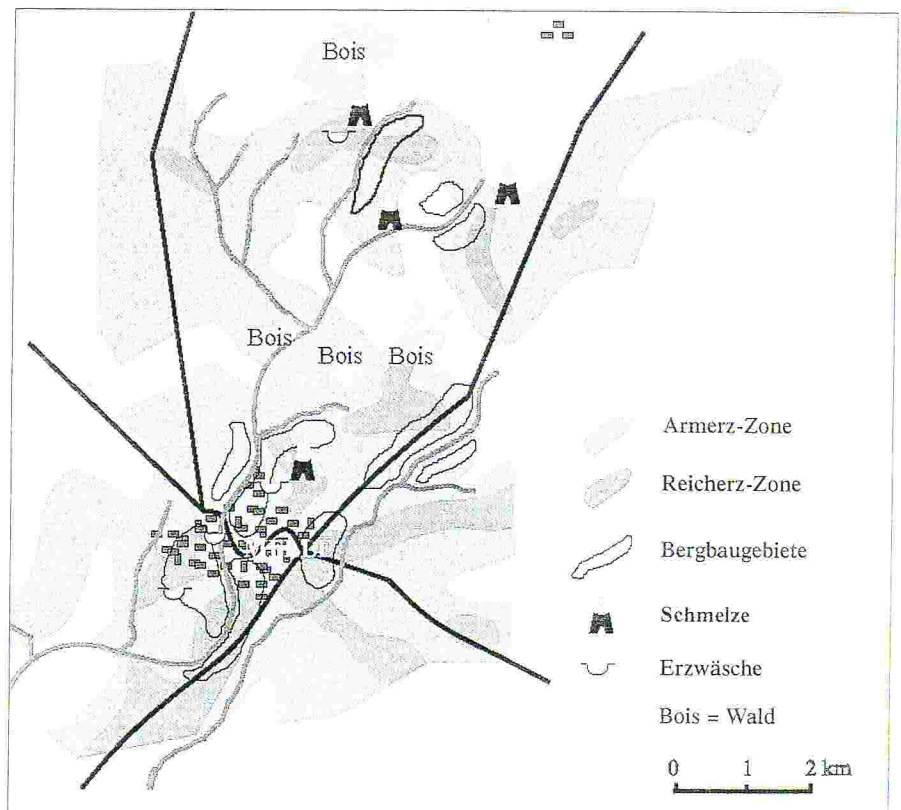 Bois
Bois
Bois
Bois
Armerz-Zone
Reicherz-Zone
Bergbaugebiete
Schmelze
Erzwäsche
Bois = Wald
0 1 2 km